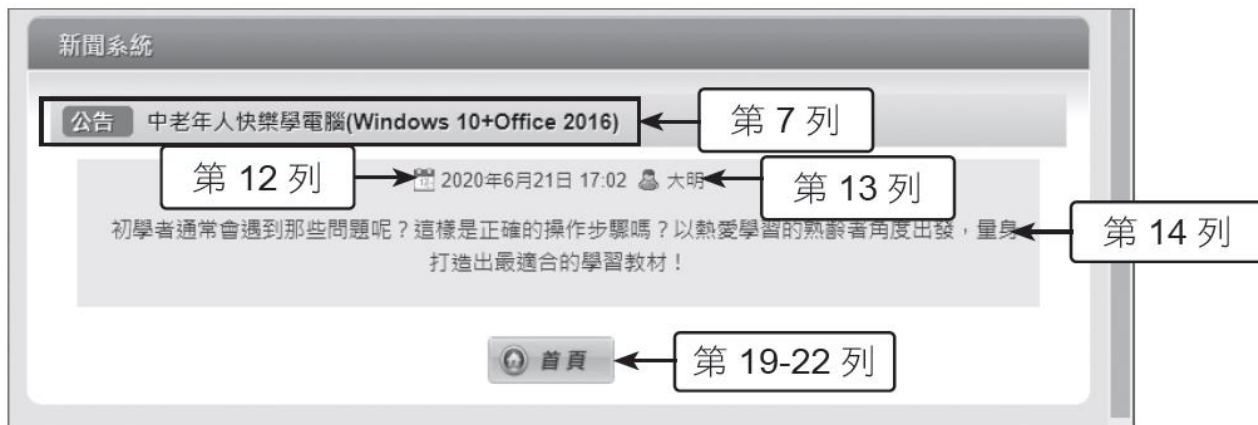 新聞系統
公告 中老年人快樂學電腦(Windows 10+Office 2016)
第 7 列
第 12 列
2020年6月21日 17:02 大明
第 13 列
初學者通常會遇到那些問題呢？這樣是正確的操作步驟嗎？以熱愛學習的熟齡者角度出發，量身
打造出最適合的學習教材！
第 14 列
首頁
第 19-22 列